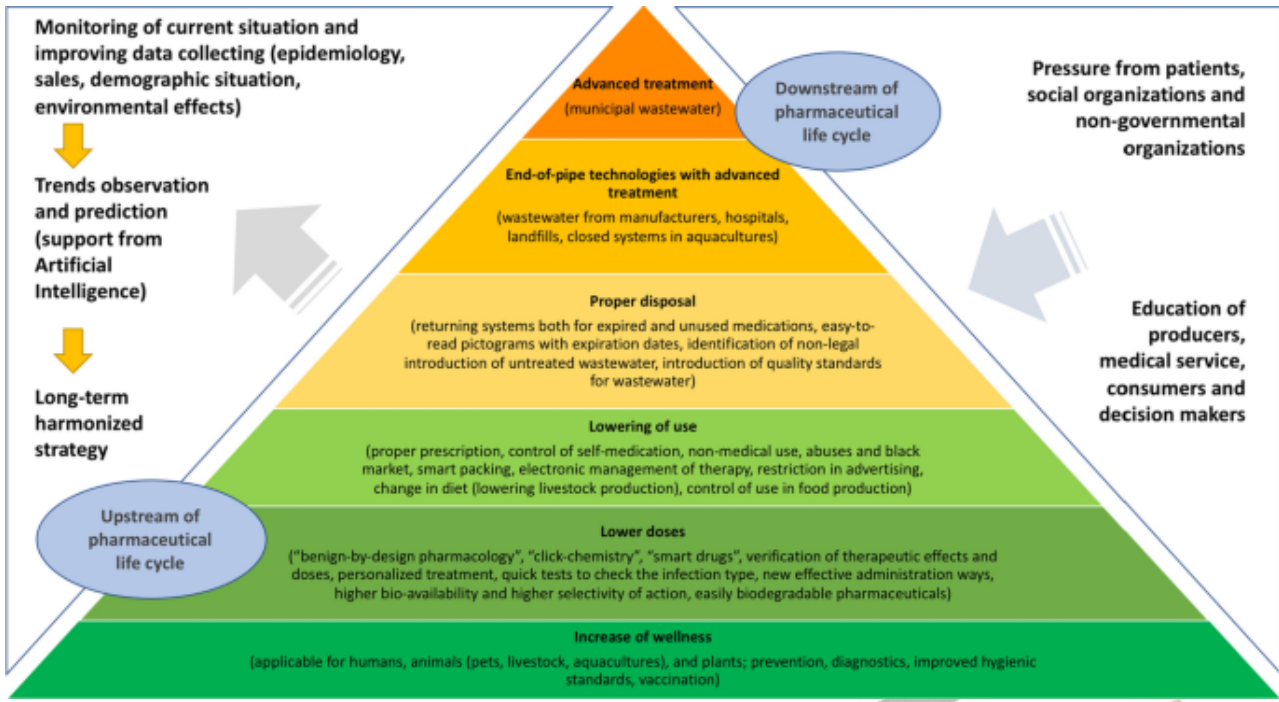 Monitoring of current situation and
improving data collecting (epidemiology,
sales, demographic situation,
environmental effects)
Trends observation
and prediction
(support from
Artificial
Intelligence)
Long-term
harmonized
strategy
Upstream of
pharmaceutical
life cycle
Advanced treatment
(municipal wastewater)
End-of-pipe technologies with advanced
treatment
(wastewater from manufacturers, hospitals,
landfills, closed systems in aquacultures)
Proper disposal
(returning systems both for expired and unused medications, easy-to-
read pictograms with expiration dates, identification of non-legal
introduction of untreated wastewater, introduction of quality standards
for wastewater)
Lowering of use
(proper prescription, control of self-medication, non-medical use, abuses and black
market, smart packing, electronic management of therapy, restriction in advertising,
change in diet (lowering livestock production), control of use in food production)
Lower doses
("benign-by-design pharmacology", "click-chemistry", "smart drugs", verification of therapeutic effects and
doses, personalized treatment, quick tests to check the infection type, new effective administration ways,
higher bio-availability and higher selectivity of action, easily biodegradable pharmaceuticals)
Increase of wellness
(applicable for humans, animals (pets, livestock, aquacultures), and plants; prevention, diagnostics, improved hygienic
standards, vaccination)
Downstream of
pharmaceutical
life cycle
Pressure from patients,
social organizations and
non-governmental
organizations
Education of
producers,
medical service,
consumers and
decision makers